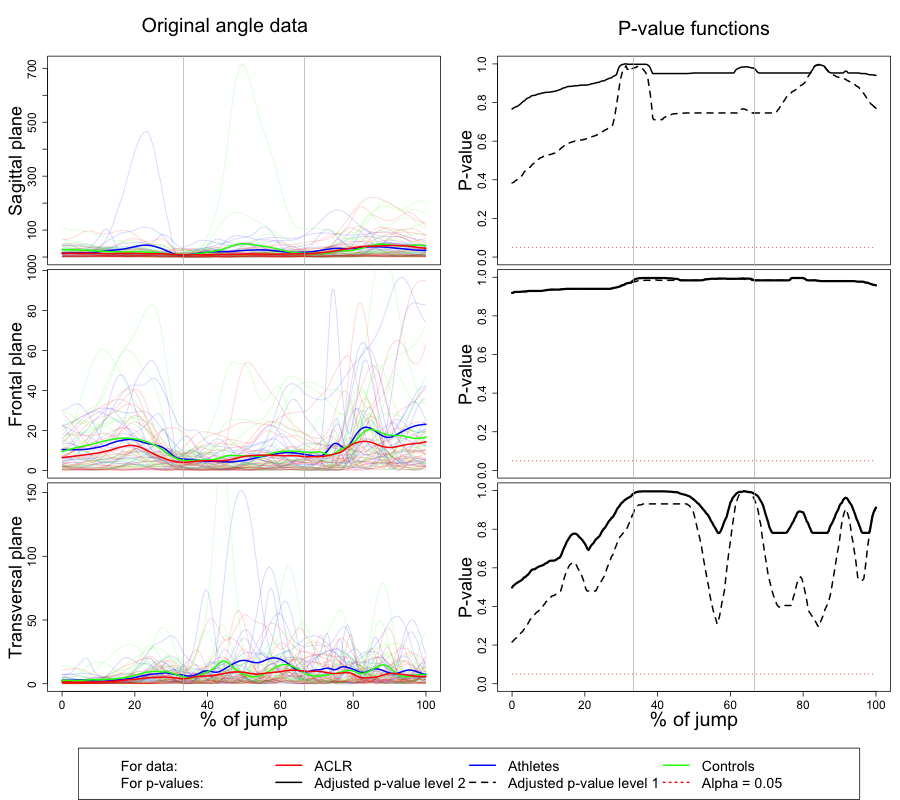 Original angle data
P-value functions
Sagittal plane
100 300 500 700
P-value
0.0 0.2 0.4 0.6 0.8 1.0
Frontal plane
0 20 40 60 80 100
P-value
0.0 0.2 0.4 0.6 0.8 1.0
Transversal plane
0 50 100 150
P-value
0.0 0.2 0.4 0.6 0.8 1.0
0 20 40 60 80 100
% of jump
0 20 40 60 80 100
% of jump
For data: ACLR Athletes Controls
For p-values: Adjusted p-value level 2 Adjusted p-value level 1 Alpha = 0.05